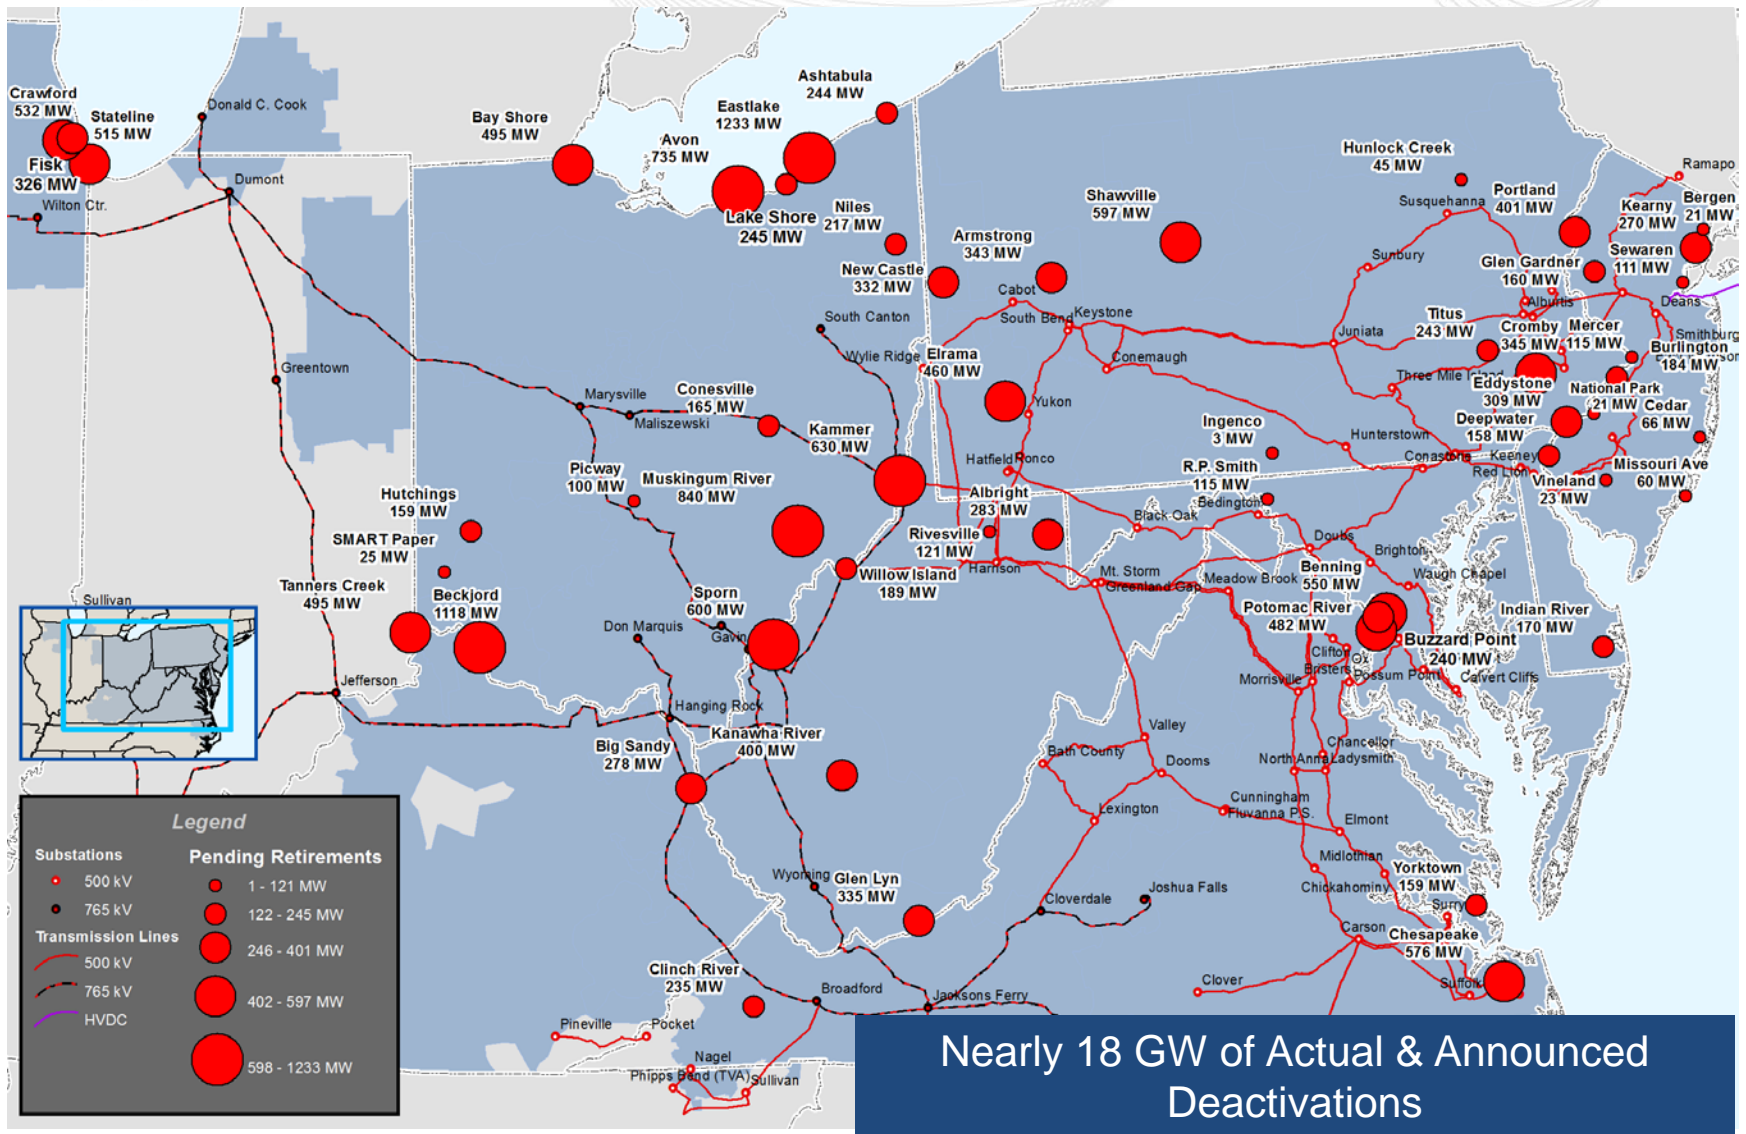 Crawford
532 MW
Stateline
515 MW
Fisk
326 MW
Wilton Ctr.
Donald C. Cook
Dumont
Bay Shore
495 MW
Avon
735 MW
Eastlake
1233 MW
Ashtabula
244 MW
Lake Shore
245 MW
Niles
217 MW
New Castle
332 MW
Armstrong
343 MW
Cabot
South Bend
Keystone
Conemaugh
Shawville
597 MW
Hunlock Creek
45 MW
Susquehanna
Sunbury
Portland
401 MW
Ramapo
Kearny
270 MW
Bergen
21 MW
Sewaren
111 MW
Glen Gardner
160 MW
Alburtis
Deans
Smithburg
Titus
243 MW
Cromby
345 MW
Mercer
115 MW
Burlington
184 MW
Juniata
Three Mile Island
Eddystone
309 MW
National Park
21 MW
Cedar
66 MW
Deepwater
158 MW
Hunterstown
Conastone
Keeney
Red Lion
Vineland
23 MW
Missouri Ave
60 MW
Greentown
South Canton
Wylie Ridge
Elrama
460 MW
Yukon
Marysville
Maliszewski
Conesville
165 MW
Kammer
630 MW
Picway
100 MW
Muskingum River
840 MW
Hatfield
Ronco
Ingenco
3 MW
R.P. Smith
115 MW
Bedington
Albright
283 MW
Rivesville
121 MW
Harrison
Black Oak
Doubs
Brighton
Hutchings
159 MW
SMART Paper
25 MW
Tanners Creek
495 MW
Beckjord
1118 MW
Willow Island
189 MW
Sporn
600 MW
Don Marquis
Gavin
Mt. Storm
Greenland Gap
Meadow Brook
Benning
550 MW
Waugh Chapel
Potomac River
482 MW
Buzzard Point
240 MW
Indian River
170 MW
Clifton
Ox
Bristers
Possum Point
Calvert Cliffs
Morrisville
Sullivan
Jefferson
Hanging Rock
Kanawha River
400 MW
Big Sandy
278 MW
Valley
Bath County
Dooms
Chancellor
North Anna
Ladysmith
Lexington
Cunningham
Fluvanna P.S.
Elmont
Midlothian
Chickahominy
Yorktown
159 MW
Surry
Wyoming
Glen Lyn
335 MW
Cloverdale
Joshua Falls
Carson
Chesapeake
576 MW
Clover
Suffolk
Clinch River
235 MW
Broadford
Jacksons Ferry
Pineville
Pocket
Nagel
Phipps Bend (TVA)
Sullivan
Legend
Substations
500 kV
765 kV
Transmission Lines
500 kV
765 kV
HVDC
Pending Retirements
1 - 121 MW
122 - 245 MW
246 - 401 MW
402 - 597 MW
598 - 1233 MW
Nearly 18 GW of Actual & Announced
Deactivations